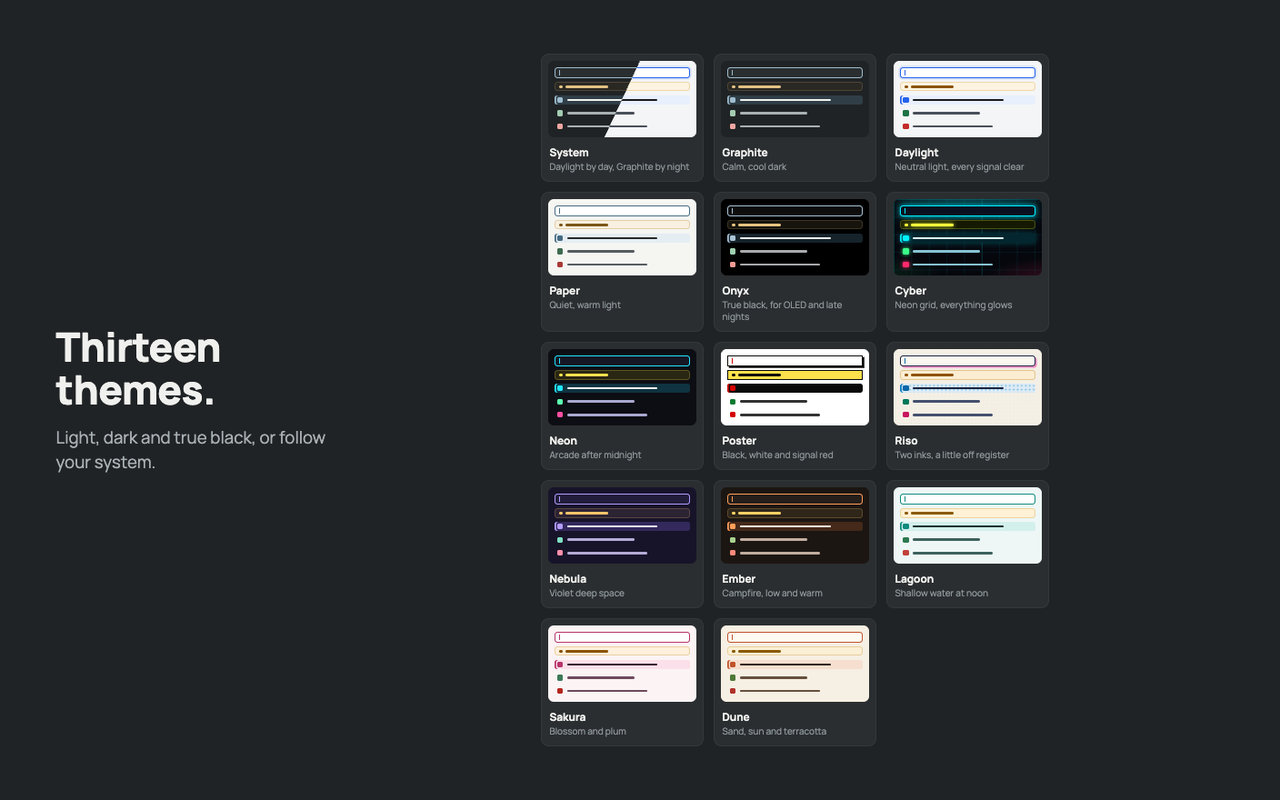 Thirteen
themes.
Light, dark and true black, or follow
your system.
System
Daylight by day, Graphite by night
Graphite
Calm, cool dark
Daylight
Neutral light, every signal clear
Paper
Quiet, warm light
Onyx
True black, for OLED and late
nights
Cyber
Neon grid, everything glows
Neon
Arcade after midnight
Poster
Black, white and signal red
Riso
Two inks, a little off register
Nebula
Violet deep space
Ember
Campfire, low and warm
Lagoon
Shallow water at noon
Sakura
Blossom and plum
Dune
Sand, sun and terracotta